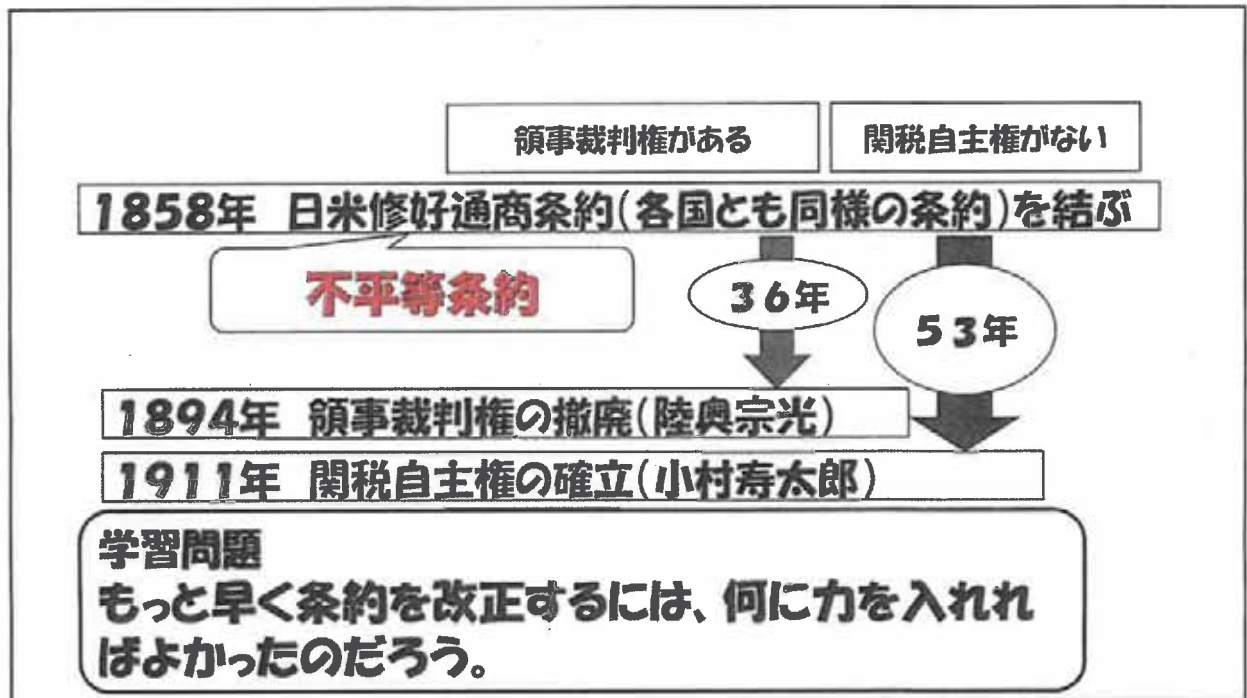 領事裁判権がある
関税自主権がない
1858年 日米修好通商条約(各国とも同様の条約)を結ぶ
不平等条約
36年
53年
1894年 領事裁判権の撤廃(陸奥宗光)
1911年 関税自主権の確立(小村寿太郎)
学習問題
もっと早く条約を改正するには、何に力を入れれ
ばよかったのだろう。